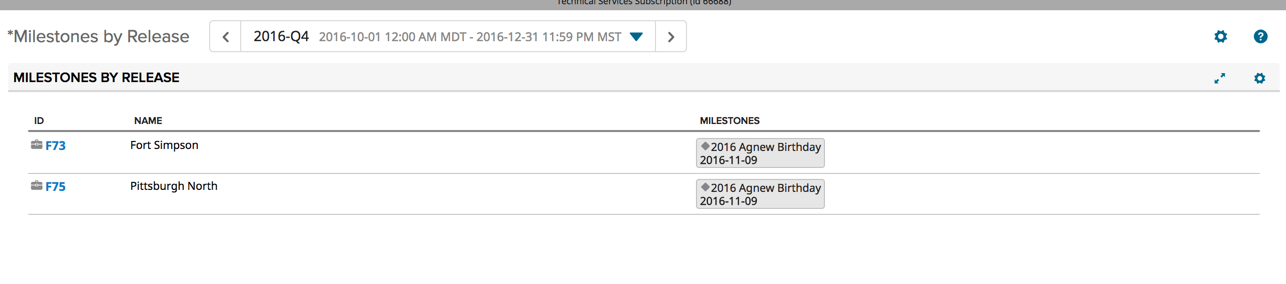 Technical Services Subscription (Id 66688)
*Milestones by Release
2016-Q4 2016-10-01 12:00 AM MDT - 2016-12-31 11:59 PM MST
MILESTONES BY RELEASE
ID NAME MILESTONES
F73 Fort Simpson 2016 Agnew Birthday
2016-11-09
F75 Pittsburgh North 2016 Agnew Birthday
2016-11-09